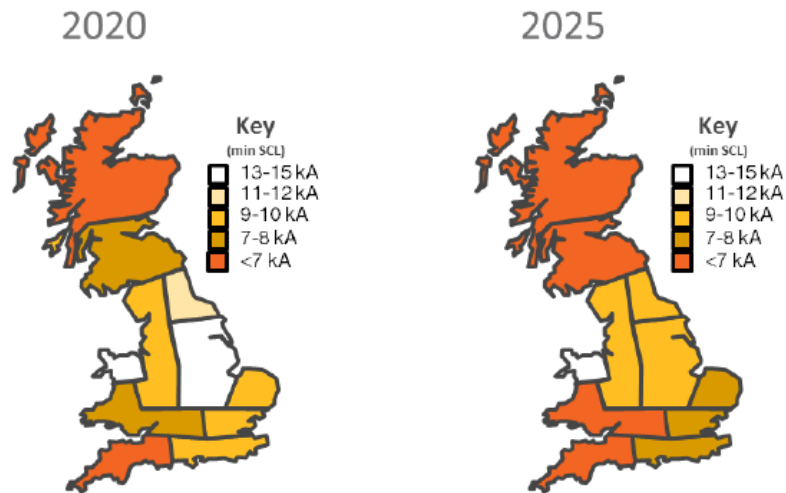 2020
2025
Key
(min SCL)
13-15 kA
11-12 kA
9-10 kA
7-8 kA
<7 kA
Key
(min SCL)
13-15 kA
11-12 kA
9-10 kA
7-8 kA
<7 kA